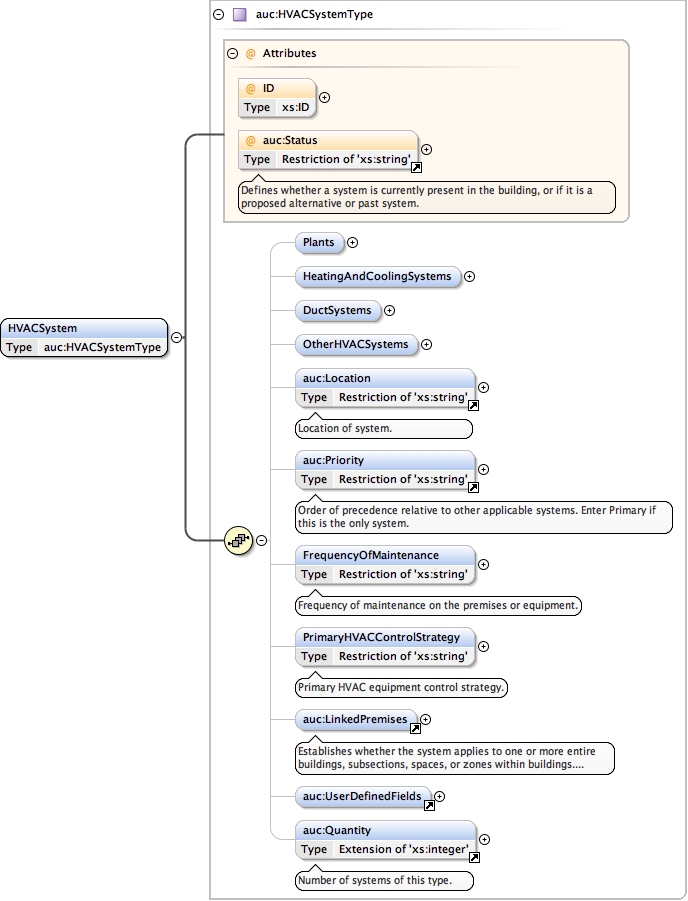 auc:HVACSystemType
@ Attributes
@ ID
Type xs:ID
@ auc:Status
Type Restriction of 'xs:string'
Defines whether a system is currently present in the building, or if it is a
proposed alternative or past system.
HVACSystem
Type auc:HVACSystemType
Plants
HeatingAndCoolingSystems
DuctSystems
OtherHVACSystems
auc:Location
Type Restriction of 'xs:string'
Location of system.
auc:Priority
Type Restriction of 'xs:string'
Order of precedence relative to other applicable systems. Enter Primary if
this is the only system.
FrequencyOfMaintenance
Type Restriction of 'xs:string'
Frequency of maintenance on the premises or equipment.
PrimaryHVACControlStrategy
Type Restriction of 'xs:string'
Primary HVAC equipment control strategy.
auc:LinkedPremises
Establishes whether the system applies to one or more entire
buildings, subsections, spaces, or zones within buildings....
auc:UserDefinedFields
auc:Quantity
Type Extension of 'xs:integer'
Number of systems of this type.